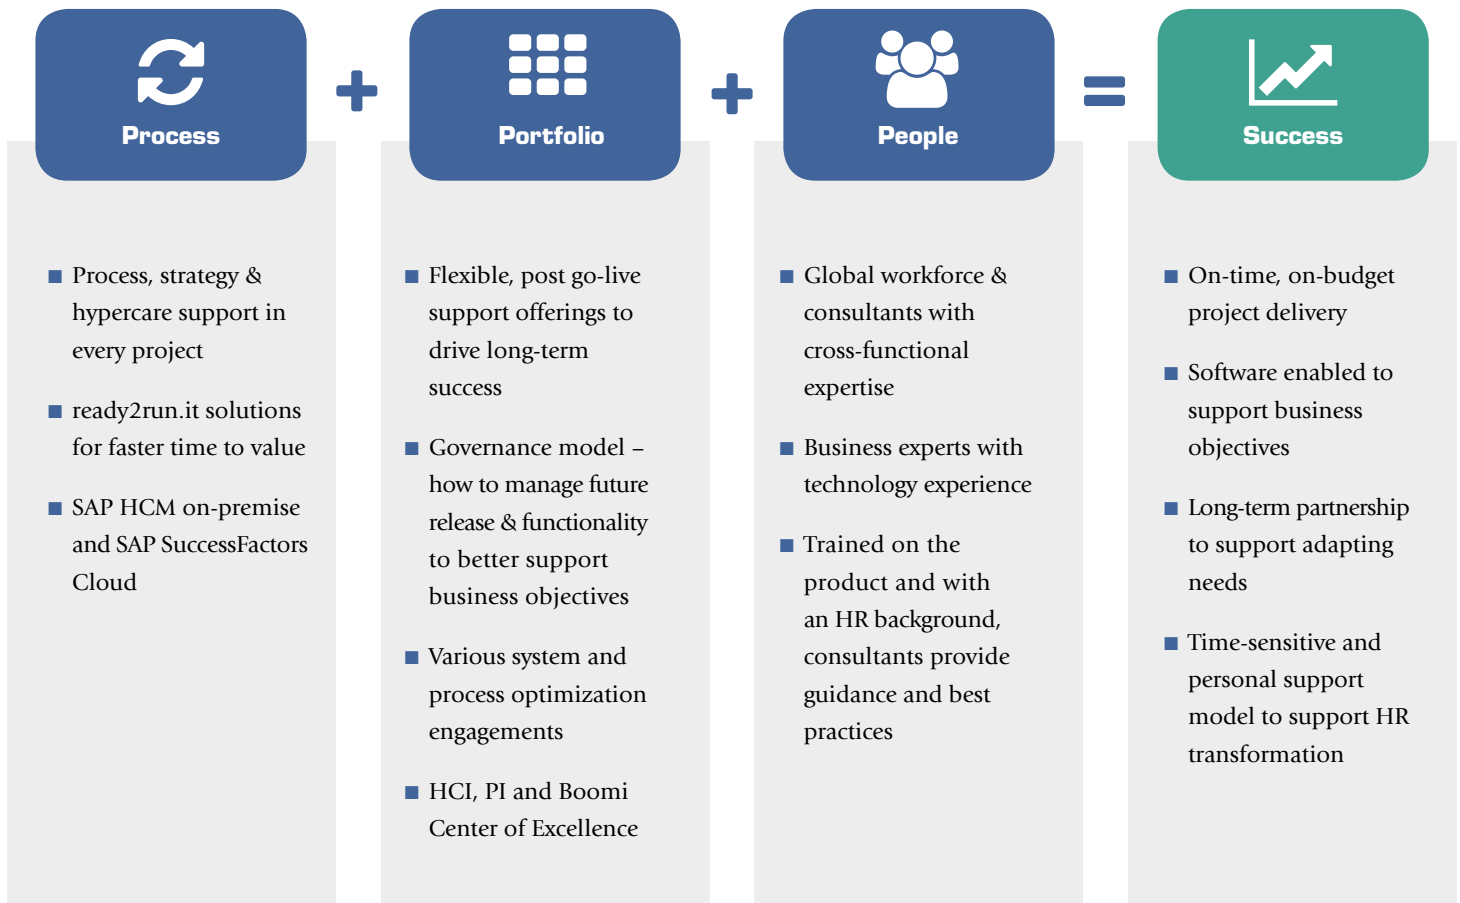 Process
+
Portfolio
+
People
=
Success
■ Process, strategy &
hypercare support in
every project
■ ready2run.it solutions
for faster time to value
■ SAP HCM on-premise
and SAP SuccessFactors
Cloud
■ Flexible, post go-live
support offerings to
drive long-term
success
■ Governance model –
how to manage future
release & functionality
to better support
business objectives
■ Various system and
process optimization
engagements
■ HCI, PI and Boomi
Center of Excellence
■ Global workforce &
consultants with
cross-functional
expertise
■ Business experts with
technology experience
■ Trained on the
product and with
an HR background,
consultants provide
guidance and best
practices
■ On-time, on-budget
project delivery
■ Software enabled to
support business
objectives
■ Long-term partnership
to support adapting
needs
■ Time-sensitive and
personal support
model to support HR
transformation